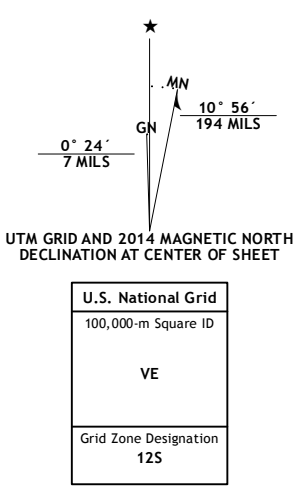 ★
MN
10° 56´
194 MILS
GN
0° 24´
7 MILS
UTM GRID AND 2014 MAGNETIC NORTH
DECLINATION AT CENTER OF SHEET
U.S. National Grid
100,000-m Square ID
VE
Grid Zone Designation
12S